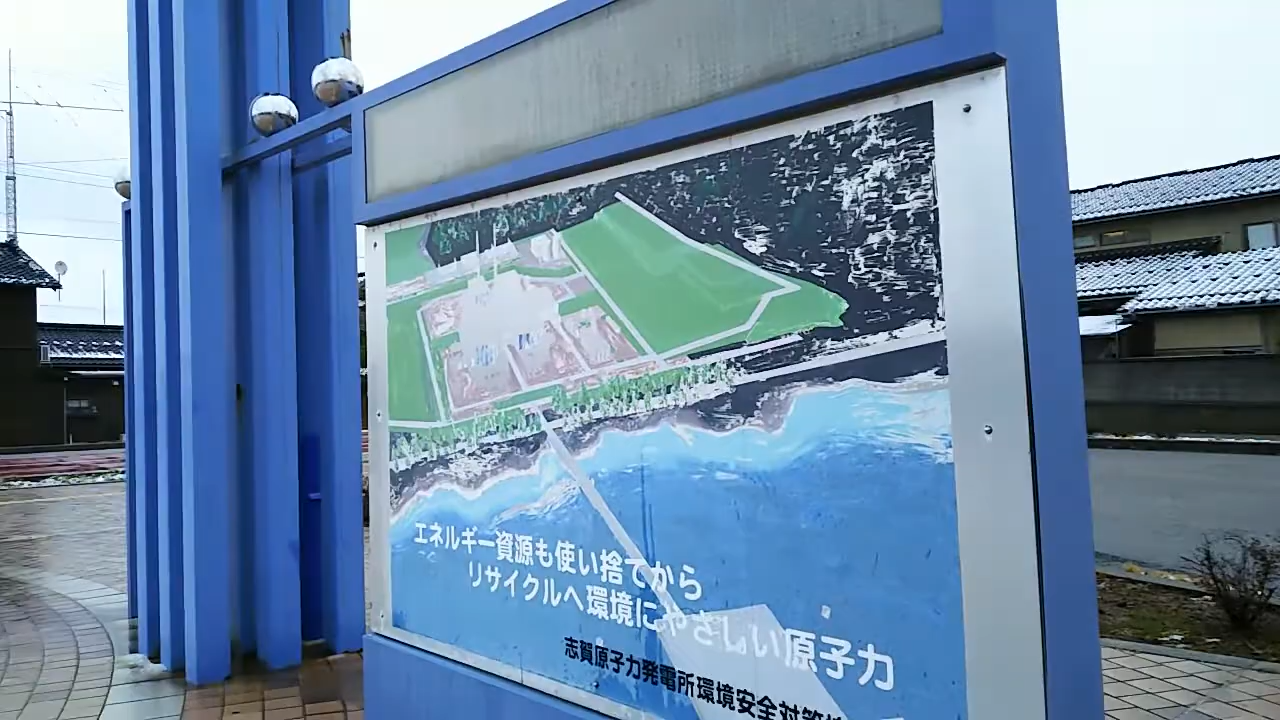 エネルギー資源も使い捨てから
リサイクルへ環境にやさしい原子力
志賀原子力発電所環境安全対策